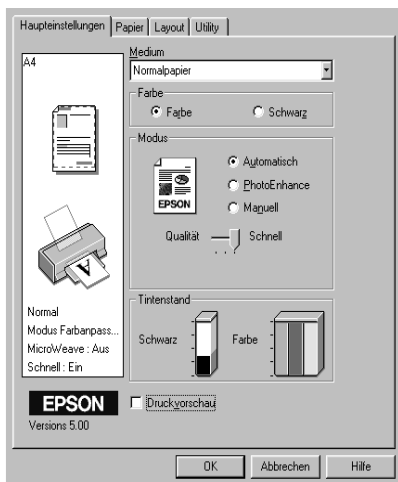 Haupteinstellungen Papier Layout Utility
A4
Medium
Normalpapier
Farbe
Farbe Schwarz
Modus
Automatisch
PhotoEnhance
Manuell
EPSON
Qualität Schnell
Tintenstand
Schwarz Farbe
Normal
Modus Farbanpass...
MicroWeave : Aus
Schnell : Ein
EPSON
Versions 5.00
Druckvorschau
OK Abbrechen Hilfe